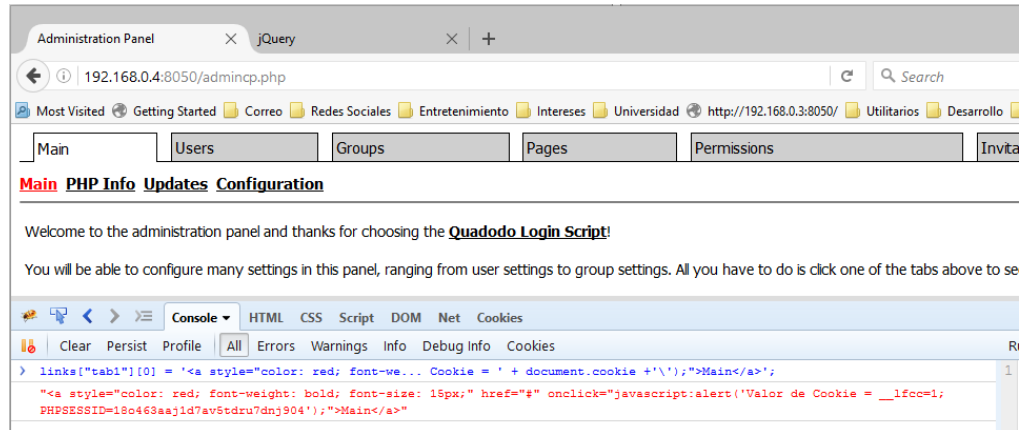 Administration Panel jQuery
192.168.0.4:8050/admincp.php Search
Most Visited Getting Started Correo Redes Sociales Entretenimiento Intereses Universidad http://192.168.0.3:8050/ Utilitarios Desarrollo
Main Users Groups Pages Permissions Invita
Main PHP Info Updates Configuration
Welcome to the administration panel and thanks for choosing the Quadodo Login Script!
You will be able to configure many settings in this panel, ranging from user settings to group settings. All you have to do is click one of the tabs above to se
Console HTML CSS Script DOM Net Cookies
Clear Persist Profile All Errors Warnings Info Debug Info Cookies Ru
links["tab1"][0] = '<a style="color: red; font-we... Cookie = ' + document.cookie +'\');">Main</a>'; 1
"<a style="color: red; font-weight: bold; font-size: 15px;" href="#" onclick="javascript:alert('Valor de Cookie = __lfcc=1;
PHPSESSID=18o463aaj1d7av5tdru7dnj904');">Main</a>"